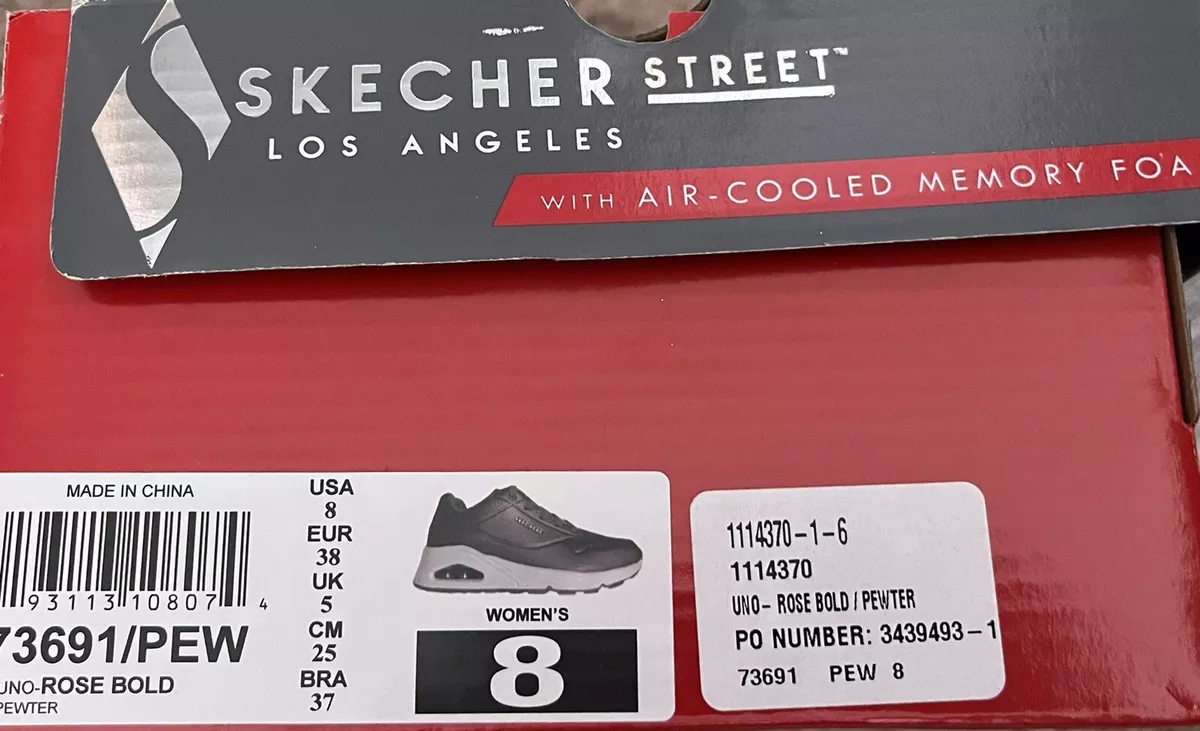 SKECHER STREET™
LOS ANGELES
WITH AIR-COOLED MEMORY FOA
MADE IN CHINA
93113 10807 4
73691/PEW
UNO-ROSE BOLD
PEWTER
USA
8
EUR
38
UK
5
CM
25
BRA
37
WOMEN'S
8
1114370-1-6
1114370
UNO- ROSE BOLD / PEWTER
PO NUMBER: 3439493-1
73691 PEW 8